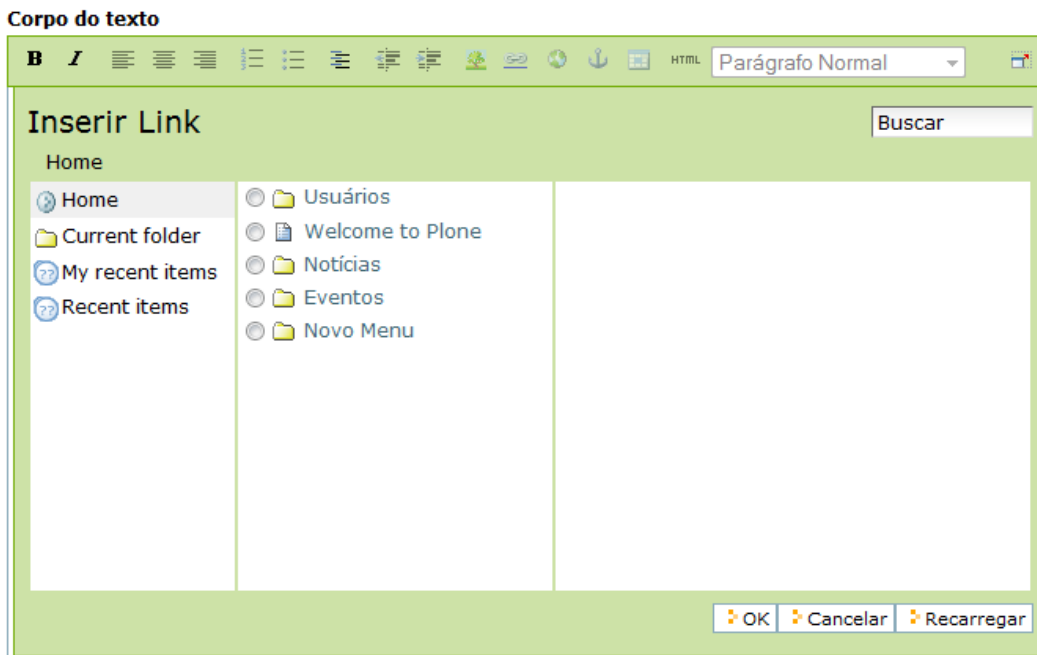 Corpo do texto
B I HTML Parágrafo Normal
Inserir Link
Buscar
Home
Home
Current folder
?? My recent items
?? Recent items
Usuários
Welcome to Plone
Notícias
Eventos
Novo Menu
OK Cancelar Recarregar